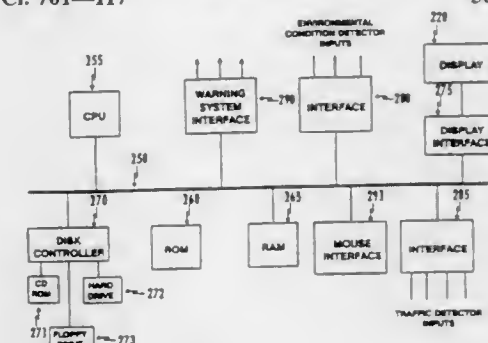 Cl. 701—117
ENVIRONMENTAL
CONDITION DETECTOR
INPUTS
220
DISPLAY
255
CPU
WARNING
SYSTEM
INTERFACE
290
INTERFACE
280
275
DISPLAY
INTERFACE
250
270
DISK
CONTROLLER
260
ROM
265
RAM
293
MOUSE
INTERFACE
285
INTERFACE
CD
ROM
HARD
DRIVE
272
271
FLOPPY
DRIVE
273
TRAFFIC DETECTOR
INPUTS